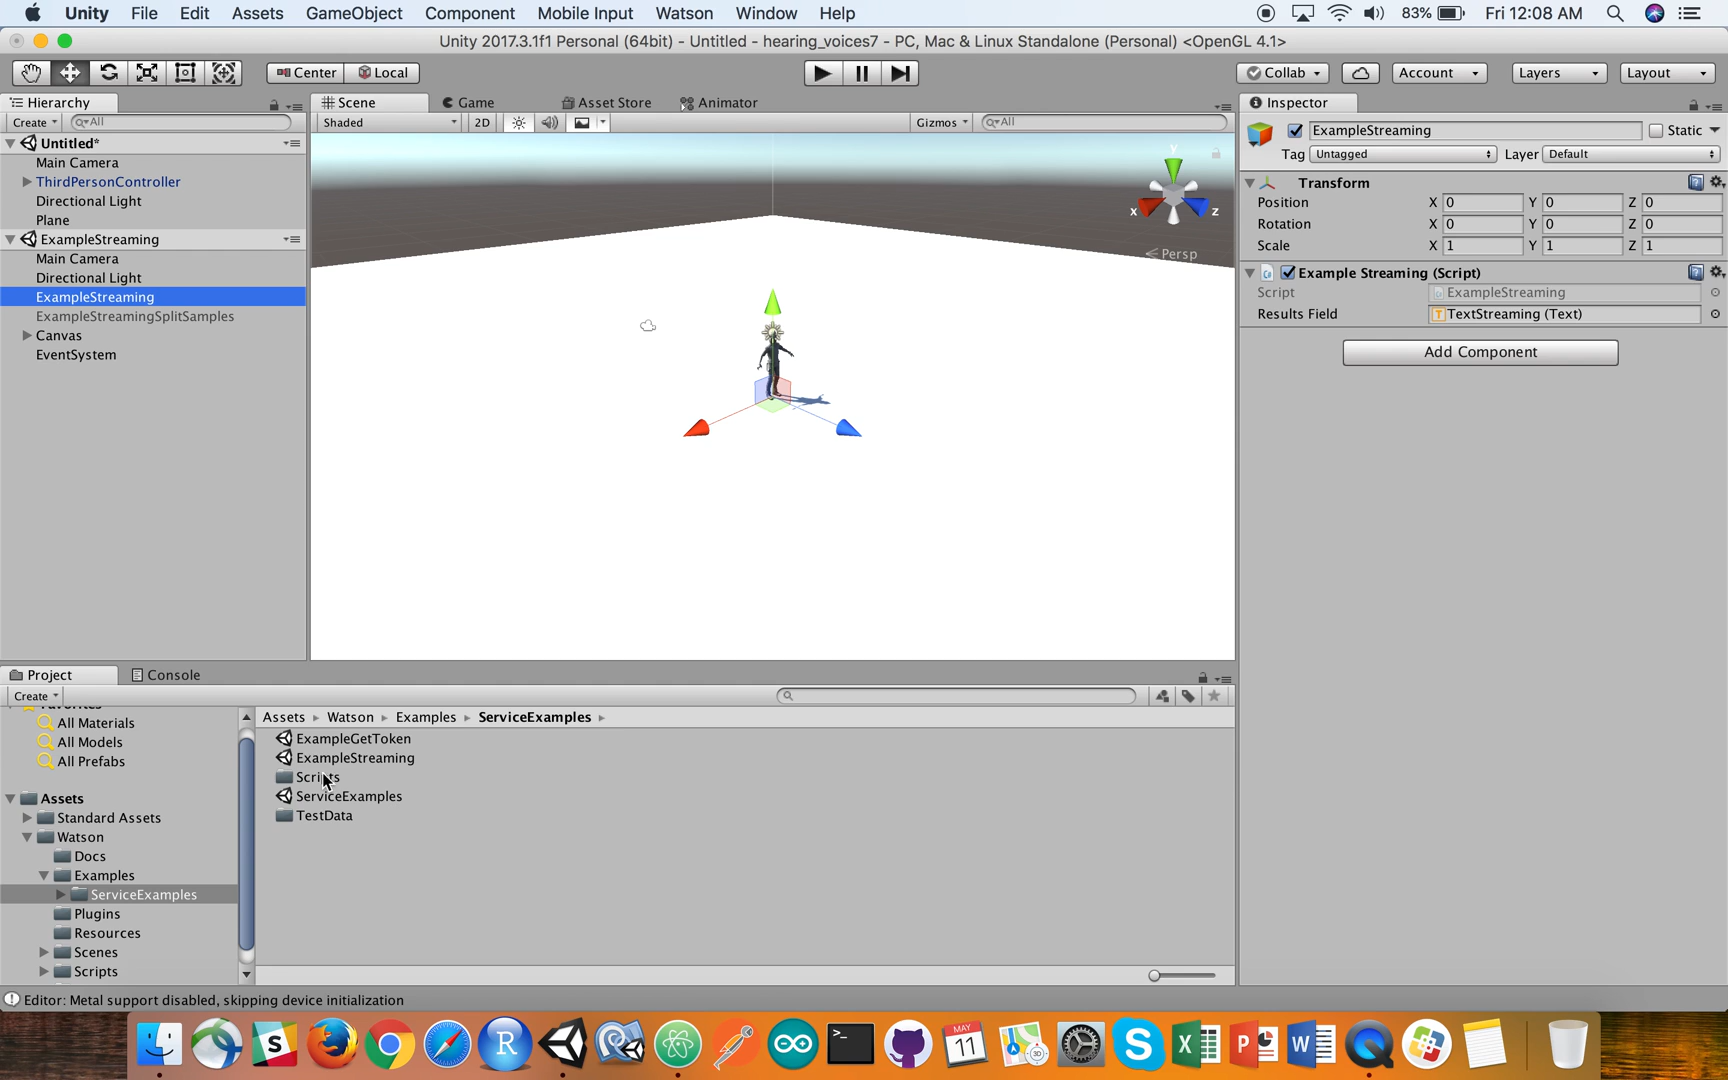 Unity File Edit Assets GameObject Component Mobile Input Watson Window Help 83% Fri 12:08 AM
Unity 2017.3.1f1 Personal (64bit) - Untitled - hearing_voices7 - PC, Mac & Linux Standalone (Personal) <OpenGL 4.1>
Center Local Collab Account Layers Layout
Hierarchy Scene Game Asset Store Animator Inspector
Create All Shaded 2D Gizmos All
ExampleStreaming Static
Tag Untagged Layer Default
Untitled*
Main Camera
ThirdPersonController
Directional Light
Plane
ExampleStreaming
Main Camera
Directional Light
ExampleStreaming
ExampleStreamingSplitSamples
Canvas
EventSystem
y
x z
Persp
Transform
Position X 0 Y 0 Z 0
Rotation X 0 Y 0 Z 0
Scale X 1 Y 1 Z 1
Example Streaming (Script)
Script ExampleStreaming
Results Field TextStreaming (Text)
Add Component
Project Console
Create
Favorites
All Materials
All Models
All Prefabs
Assets
Standard Assets
Watson
Docs
Examples
ServiceExamples
Plugins
Resources
Scenes
Scripts
Assets Watson Examples ServiceExamples
ExampleGetToken
ExampleStreaming
Scripts
ServiceExamples
TestData
Editor: Metal support disabled, skipping device initialization
MAY
11